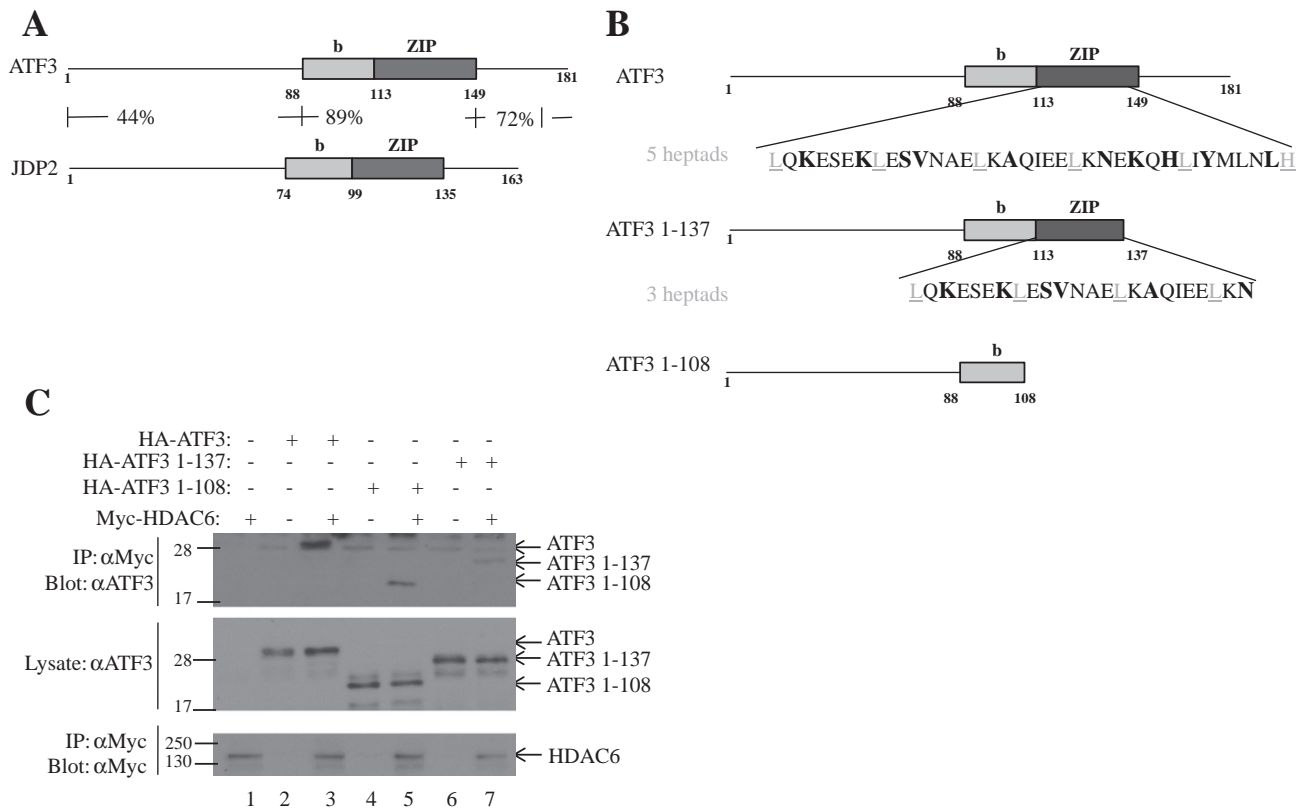 A
b ZIP
ATF3
1 88 113 149 181
44% 89% 72%
b ZIP
JDP2
1 74 99 135 163
B
b ZIP
ATF3
1 88 113 149 181
5 heptads LQKESEKLESVNAELKAQIEELKNEKQHLIYMLNLH
b ZIP
ATF3 1-137
1 88 113 137
3 heptads LQKESEKLESVNAELKAQIEELKN
b
ATF3 1-108
1 88 108
C
HA-ATF3: - + + - - - -
HA-ATF3 1-137: - - - - - + +
HA-ATF3 1-108: - - - + + - -
Myc-HDAC6: + - + - + - +
IP: αMyc
Blot: αATF3
28
17
ATF3
ATF3 1-137
ATF3 1-108
Lysate: αATF3
28
17
ATF3
ATF3 1-137
ATF3 1-108
IP: αMyc
Blot: αMyc
250
130
HDAC6
1 2 3 4 5 6 7